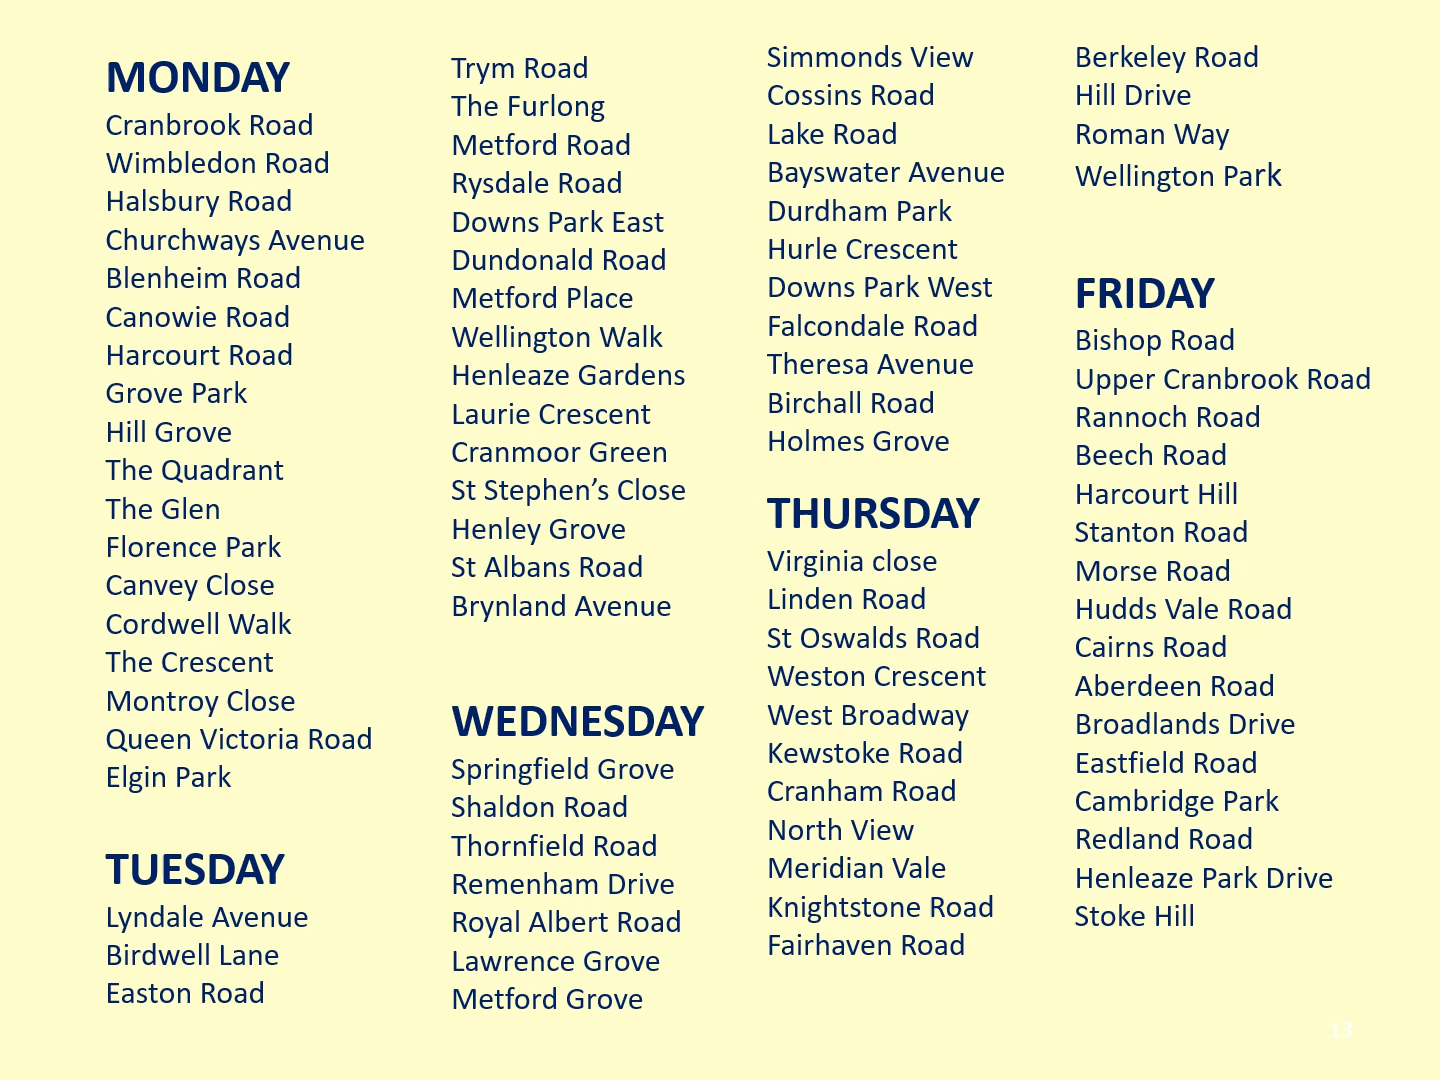 MONDAY
Cranbrook Road
Wimbledon Road
Halsbury Road
Churchways Avenue
Blenheim Road
Canowie Road
Harcourt Road
Grove Park
Hill Grove
The Quadrant
The Glen
Florence Park
Canvey Close
Cordwell Walk
The Crescent
Montroy Close
Queen Victoria Road
Elgin Park
TUESDAY
Lyndale Avenue
Birdwell Lane
Easton Road
Trym Road
The Furlong
Metford Road
Rysdale Road
Downs Park East
Dundonald Road
Metford Place
Wellington Walk
Henleaze Gardens
Laurie Crescent
Cranmoor Green
St Stephen’s Close
Henley Grove
St Albans Road
Brynland Avenue
WEDNESDAY
Springfield Grove
Shaldon Road
Thornfield Road
Remenham Drive
Royal Albert Road
Lawrence Grove
Metford Grove
Simmonds View
Cossins Road
Lake Road
Bayswater Avenue
Durdham Park
Hurle Crescent
Downs Park West
Falcondale Road
Theresa Avenue
Birchall Road
Holmes Grove
THURSDAY
Virginia close
Linden Road
St Oswalds Road
Weston Crescent
West Broadway
Kewstoke Road
Cranham Road
North View
Meridian Vale
Knightstone Road
Fairhaven Road
Berkeley Road
Hill Drive
Roman Way
Wellington Park
FRIDAY
Bishop Road
Upper Cranbrook Road
Rannoch Road
Beech Road
Harcourt Hill
Stanton Road
Morse Road
Hudds Vale Road
Cairns Road
Aberdeen Road
Broadlands Drive
Eastfield Road
Cambridge Park
Redland Road
Henleaze Park Drive
Stoke Hill
13